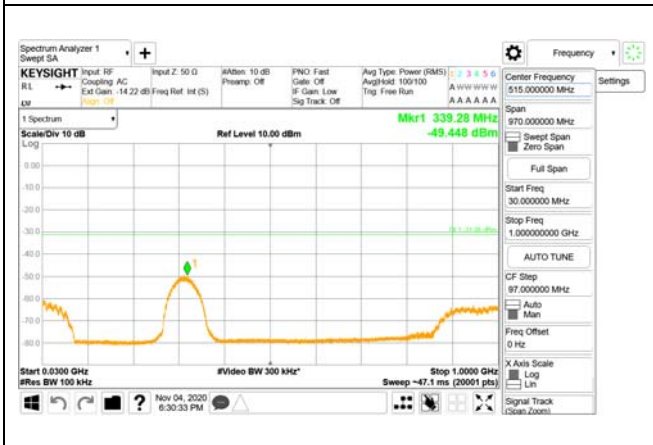 Spectrum Analyzer 1
Swept SA
Frequency
KEYSIGHT
RL
Input: RF
Coupling: AC
Ext Gain: -14.22 dB
Align: Off
Input Z: 50 Ω
Freq Ref: Int (S)
#Atten: 10 dB
Preamp: Off
PNO: Fast
Gate: Off
IF Gain: Low
Sig Track: Off
Avg Type: Power (RMS)
Avg|Hold: 100/100
Trig: Free Run
1 2 3 4 5 6
A W W W W W
A A A A A A
1 Spectrum
Scale/Div 10 dB
Ref Level 10.00 dBm
Mkr1 339.28 MHz
-49.448 dBm
Log
0.00
-10.0
-20.0
-30.0
-40.0
-50.0
-60.0
-70.0
-80.0
1
Start 0.0300 GHz
#Res BW 100 kHz
#Video BW 300 kHz*
Stop 1.0000 GHz
Sweep ~47.1 ms (20001 pts)
Nov 04, 2020
6:30:33 PM
Center Frequency
515.000000 MHz
Settings
Span
970.000000 MHz
Swept Span
Zero Span
Full Span
Start Freq
30.000000 MHz
Stop Freq
1.000000000 GHz
AUTO TUNE
CF Step
97.000000 MHz
Auto
Man
Freq Offset
0 Hz
X Axis Scale
Log
Lin
Signal Track
(Span Zoom)